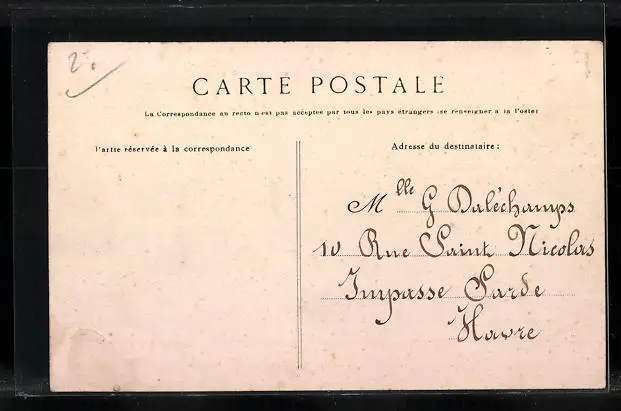 CARTE POSTALE
La Correspondance au recto n'est pas acceptée par tous les pays étrangers (se renseigner à la Poste)
Partie réservée à la correspondance
Adresse du destinataire :
Mlle G Daléchamps
10 Rue Saint Nicolas
Impasse Sarde
Havre